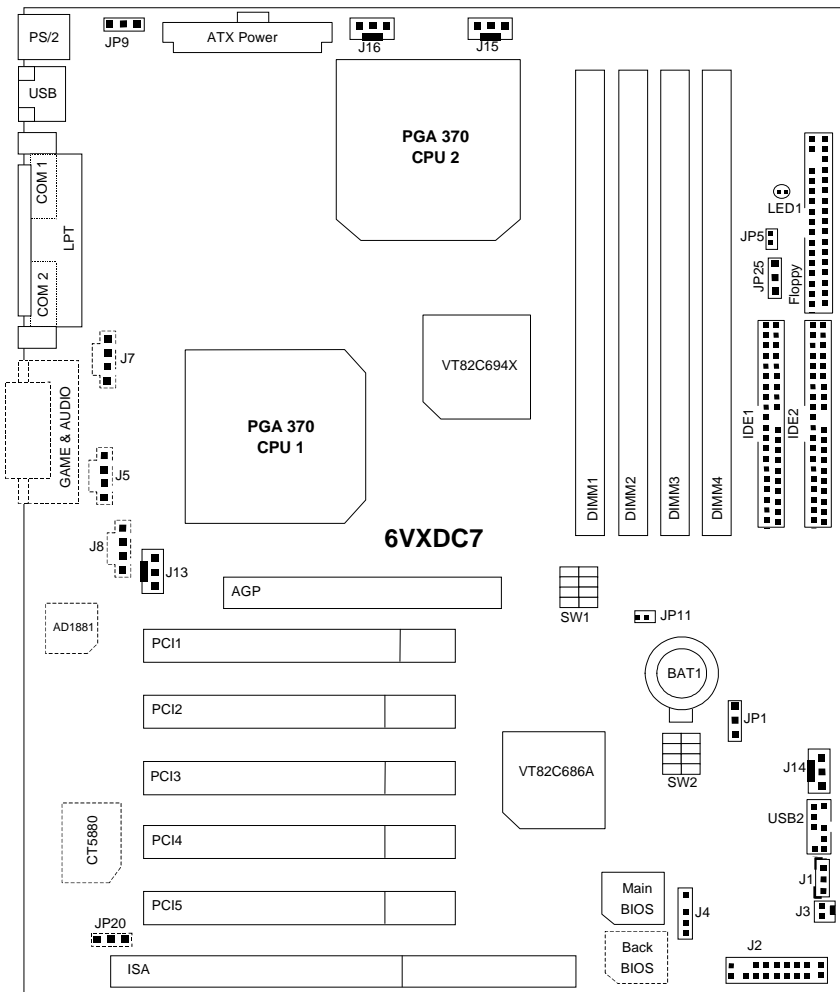 PS/2
JP9
ATX Power
J16
J15
USB
PGA 370
CPU 2
COM 1
LPT
COM 2
LED1
JP5
JP25
Floppy
J7
VT82C694X
GAME & AUDIO
PGA 370
CPU 1
IDE1
IDE2
J5
DIMM1
DIMM2
DIMM3
DIMM4
6VXDC7
J8
J13
AGP
SW1
AD1881
JP11
PCI1
BAT1
PCI2
JP1
PCI3
VT82C686A
SW2
J14
USB2
CT5880
PCI4
J1
Main
BIOS
J4
J3
PCI5
JP20
Back
BIOS
J2
ISA